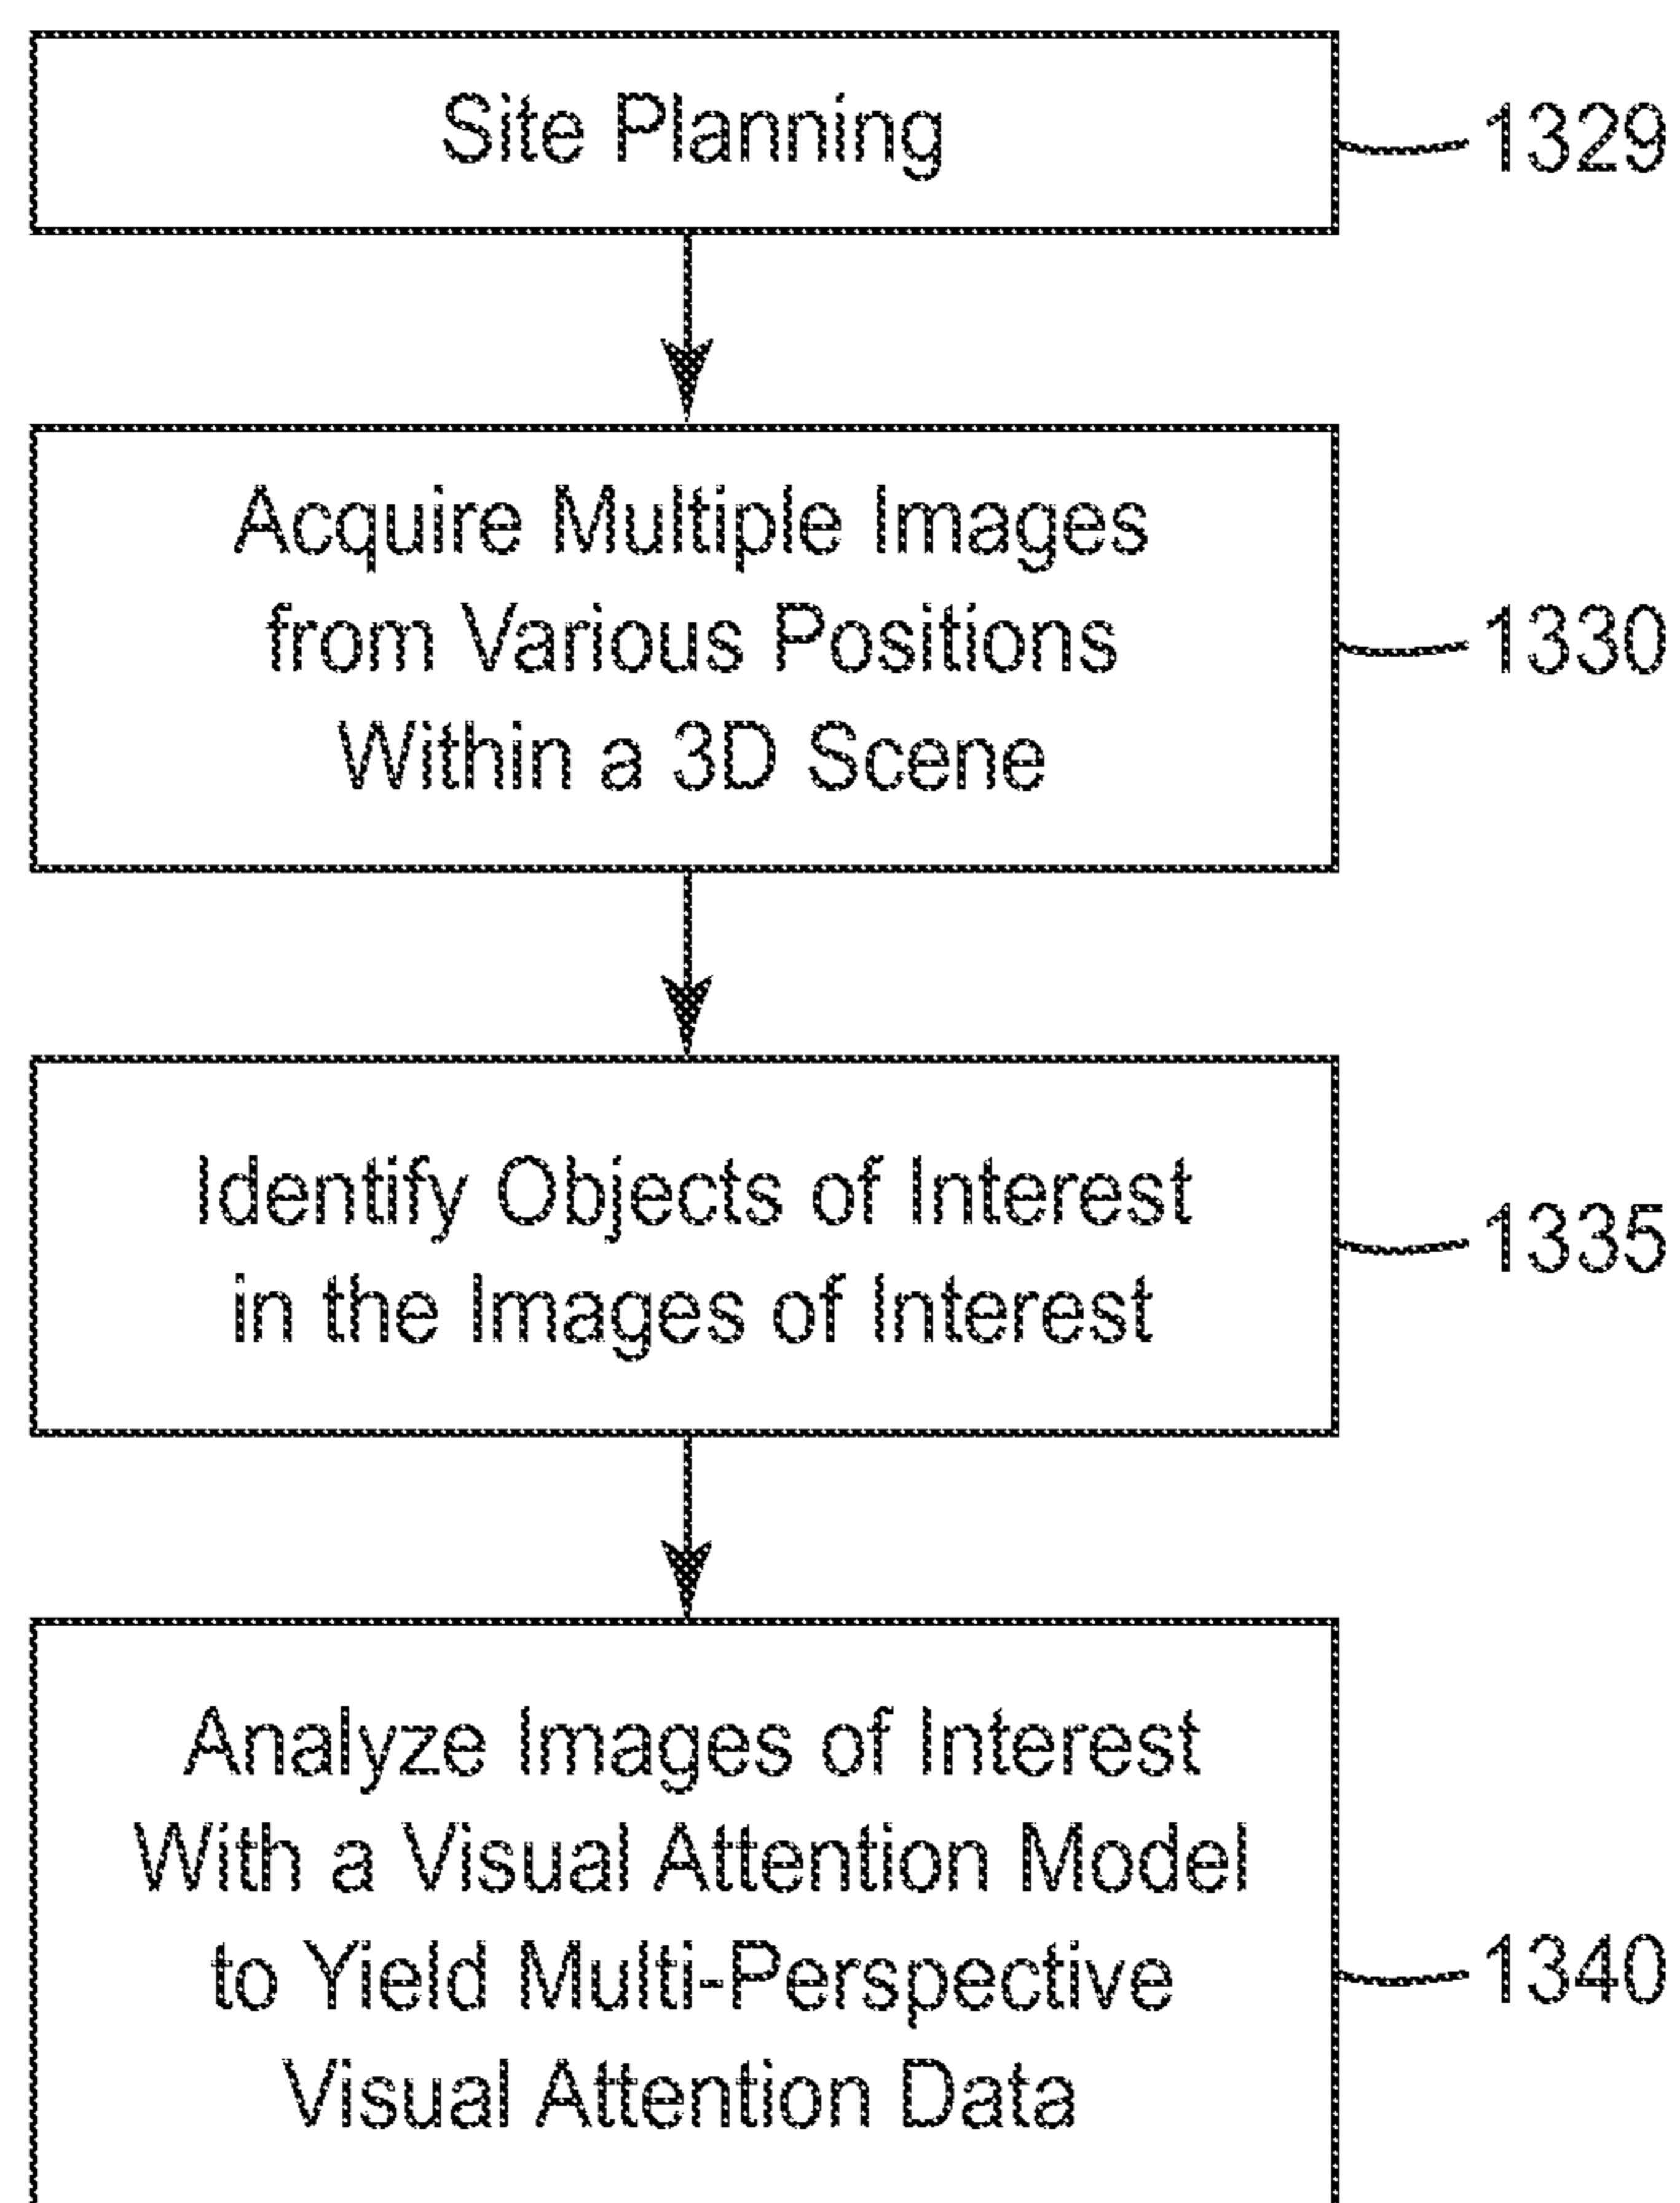 Site Planning
1329
Acquire Multiple Images
from Various Positions
Within a 3D Scene
1330
Identify Objects of Interest
in the Images of Interest
1335
Analyze Images of Interest
With a Visual Attention Model
to Yield Multi-Perspective
Visual Attention Data
1340